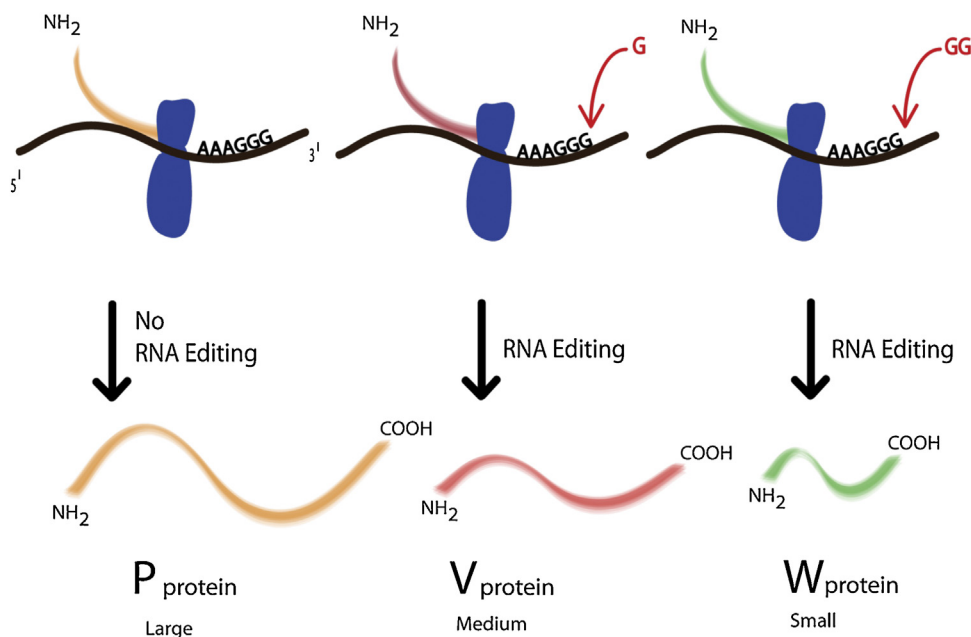 NH2
NH2
G
NH2
GG
AAAGGG
AAAGGG
AAAGGG
5'
3'
No
RNA Editing
RNA Editing
RNA Editing
COOH
COOH
COOH
NH2
NH2
NH2
P protein
V protein
W protein
Large
Medium
Small